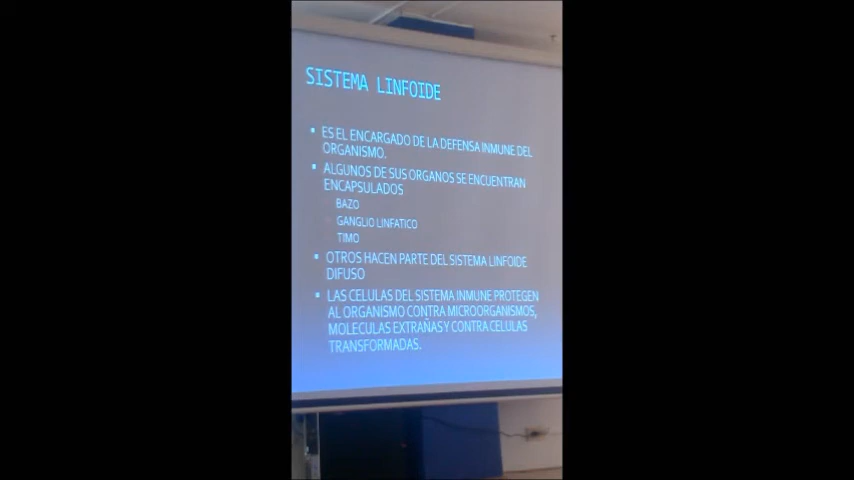 SISTEMA LINFOIDE
▪ ES EL ENCARGADO DE LA DEFENSA INMUNE DEL
ORGANISMO.
▪ ALGUNOS DE SUS ORGANOS SE ENCUENTRAN
ENCAPSULADOS
BAZO
GANGLIO LINFATICO
TIMO
▪ OTROS HACEN PARTE DEL SISTEMA LINFOIDE
DIFUSO
▪ LAS CELULAS DEL SISTEMA INMUNE PROTEGEN
AL ORGANISMO CONTRA MICROORGANISMOS,
MOLECULAS EXTRAÑAS Y CONTRA CELULAS
TRANSFORMADAS.